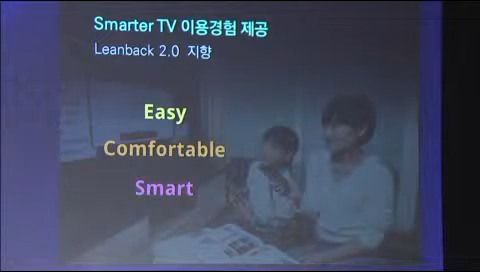 Smarter TV 이용경험 제공
Leanback 2.0 지향
Easy
Comfortable
Smart